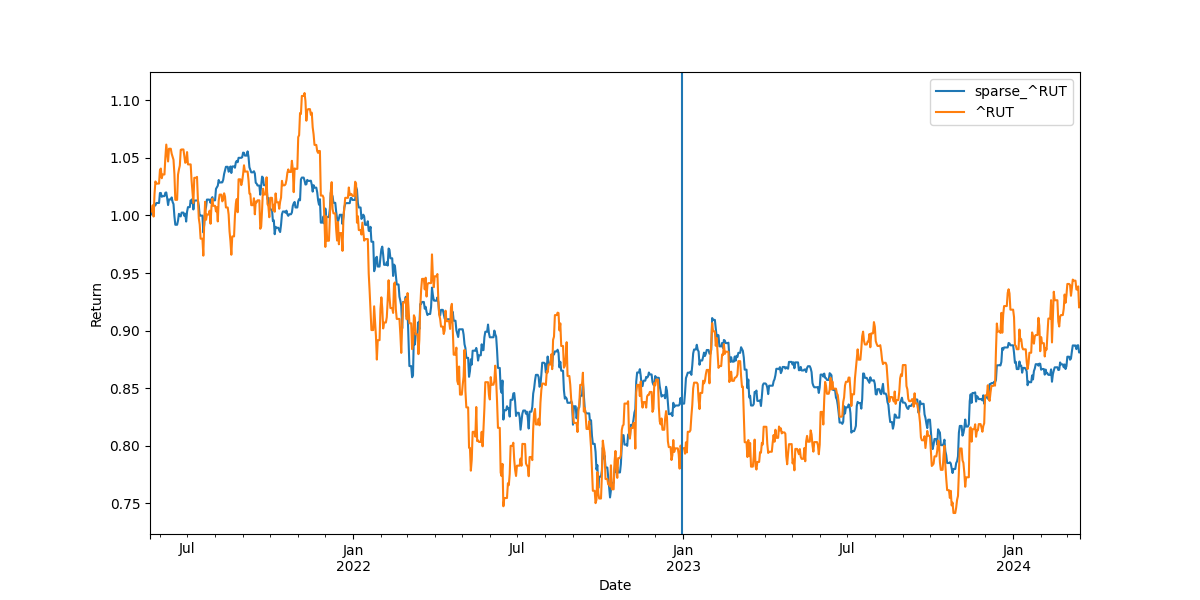 sparse_^RUT
^RUT
1.10
1.05
1.00
0.95
0.90
0.85
0.80
0.75
Return
Jul
Jan
2022
Jul
Jan
2023
Jul
Jan
2024
Date